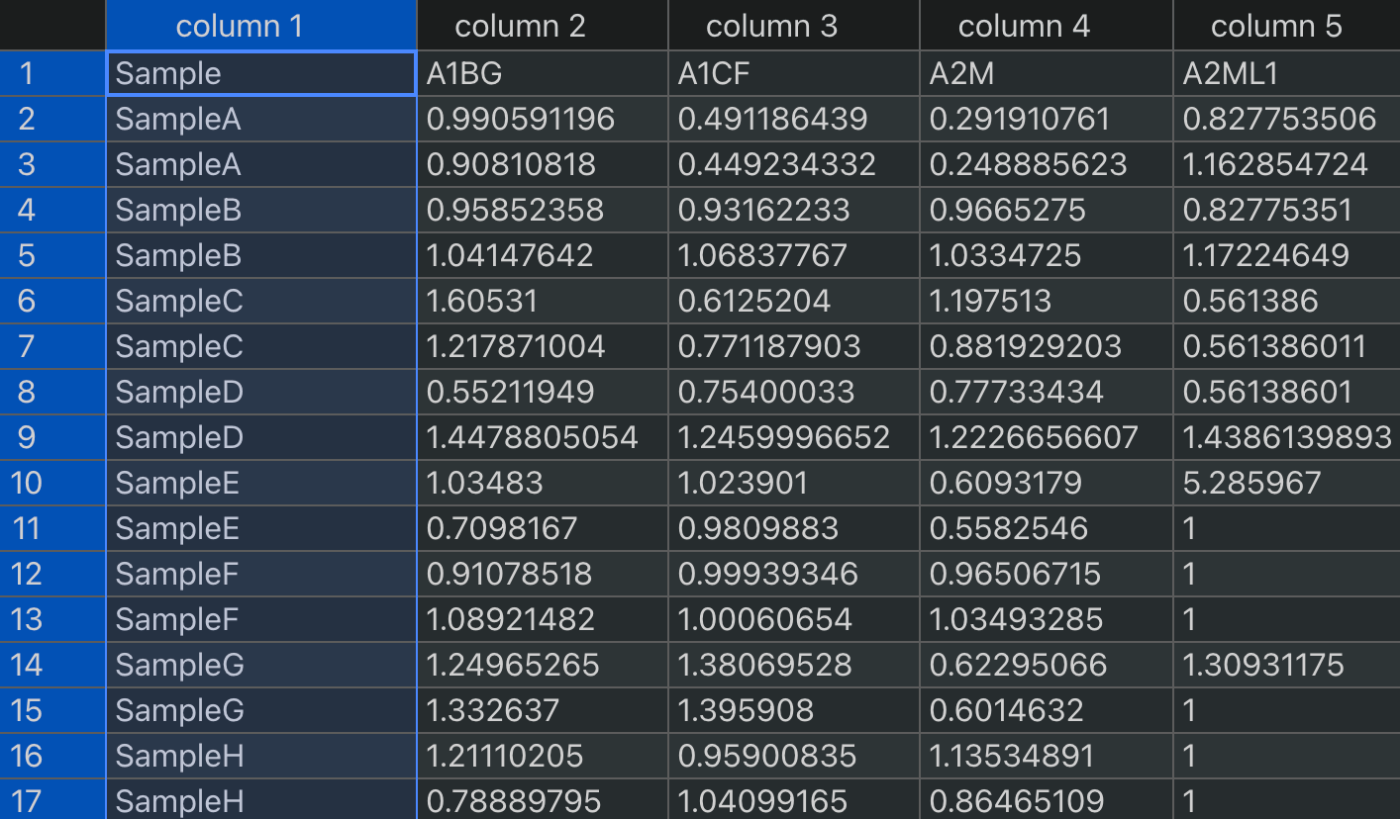 column 1 column 2 column 3 column 4 column 5
1 Sample A1BG A1CF A2M A2ML1
2 SampleA 0.990591196 0.491186439 0.291910761 0.827753506
3 SampleA 0.90810818 0.449234332 0.248885623 1.162854724
4 SampleB 0.95852358 0.93162233 0.9665275 0.82775351
5 SampleB 1.04147642 1.06837767 1.0334725 1.17224649
6 SampleC 1.60531 0.6125204 1.197513 0.561386
7 SampleC 1.217871004 0.771187903 0.881929203 0.561386011
8 SampleD 0.55211949 0.75400033 0.77733434 0.56138601
9 SampleD 1.4478805054 1.2459996652 1.2226656607 1.4386139893
10 SampleE 1.03483 1.023901 0.6093179 5.285967
11 SampleE 0.7098167 0.9809883 0.5582546 1
12 SampleF 0.91078518 0.99939346 0.96506715 1
13 SampleF 1.08921482 1.00060654 1.03493285 1
14 SampleG 1.24965265 1.38069528 0.62295066 1.30931175
15 SampleG 1.332637 1.395908 0.6014632 1
16 SampleH 1.21110205 0.95900835 1.13534891 1
17 SampleH 0.78889795 1.04099165 0.86465109 1